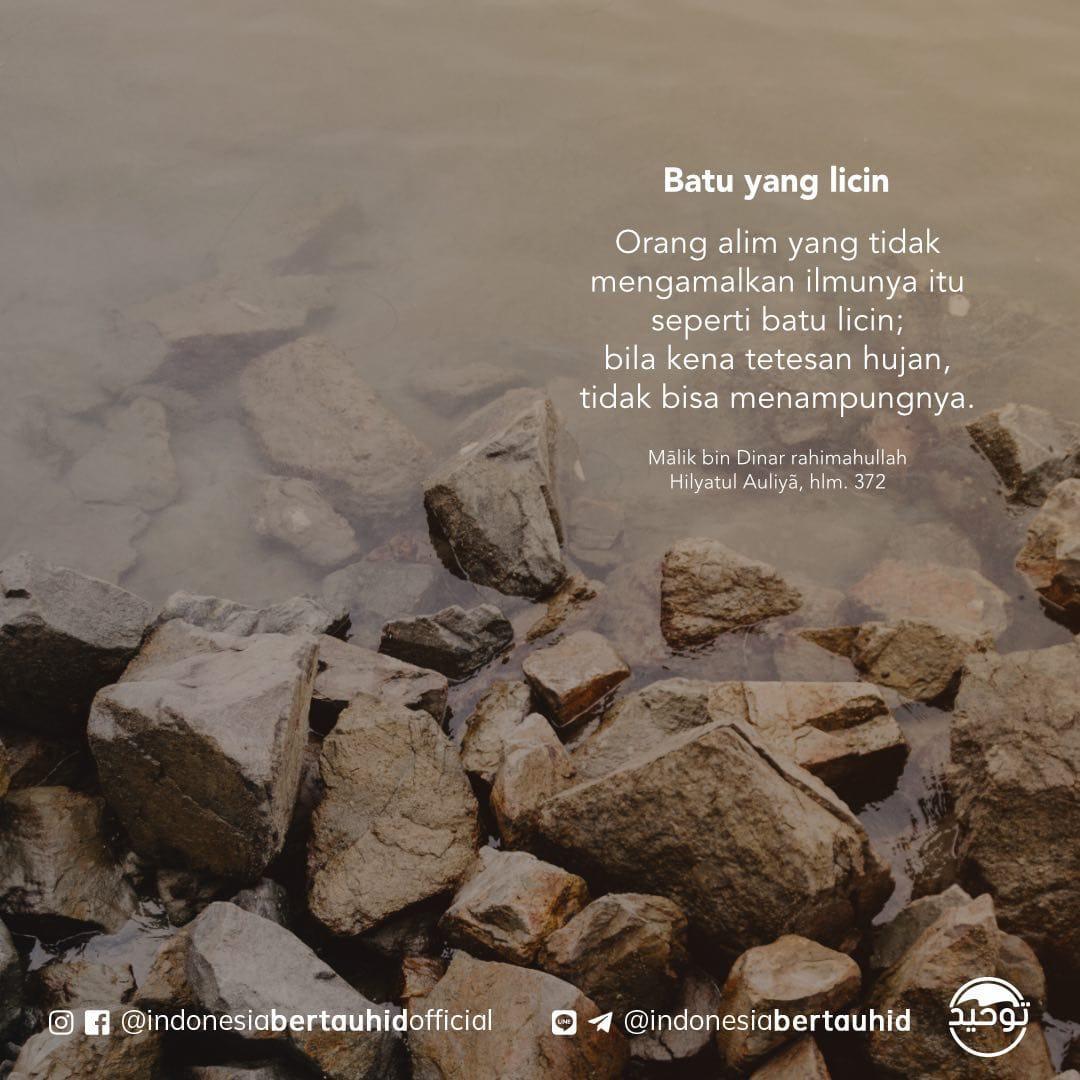 Batu yang licin
Orang alim yang tidak
mengamalkan ilmunya itu
seperti batu licin;
bila kena tetesan hujan,
tidak bisa menampungnya.
Mālik bin Dinar rahimahullah
Hilyatul Auliyã, hlm. 372
@indonesiabertauhidofficial
LINE @indonesiabertauhid
توحيد